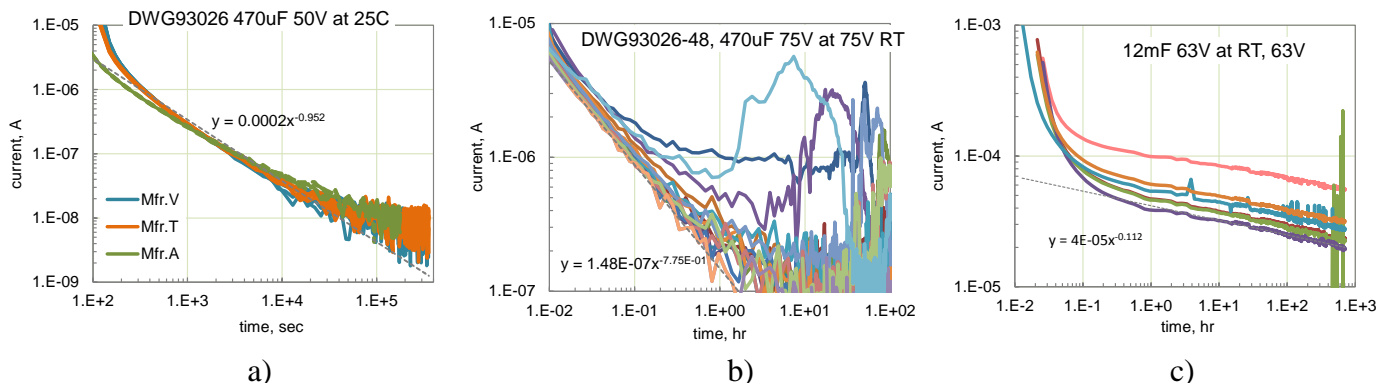 DWG93026 470uF 50V at 25C
1.E-05
1.E-06
1.E-07
1.E-08
1.E-09
current, A
y = 0.0002x^-0.952
Mfr.V
Mfr.T
Mfr.A
1.E+2
1.E+3
1.E+4
1.E+5
time, sec
a)
DWG93026-48, 470uF 75V at 75V RT
1.E-05
1.E-06
1.E-07
current, A
y = 1.48E-07x^-7.75E-01
1.E-02
1.E-01
1.E+00
1.E+01
1.E+02
time, hr
b)
12mF 63V at RT, 63V
1.E-03
1.E-04
1.E-05
current, A
y = 4E-05x^-0.112
1.E-2
1.E-1
1.E+0
1.E+1
1.E+2
1.E+3
time, hr
c)